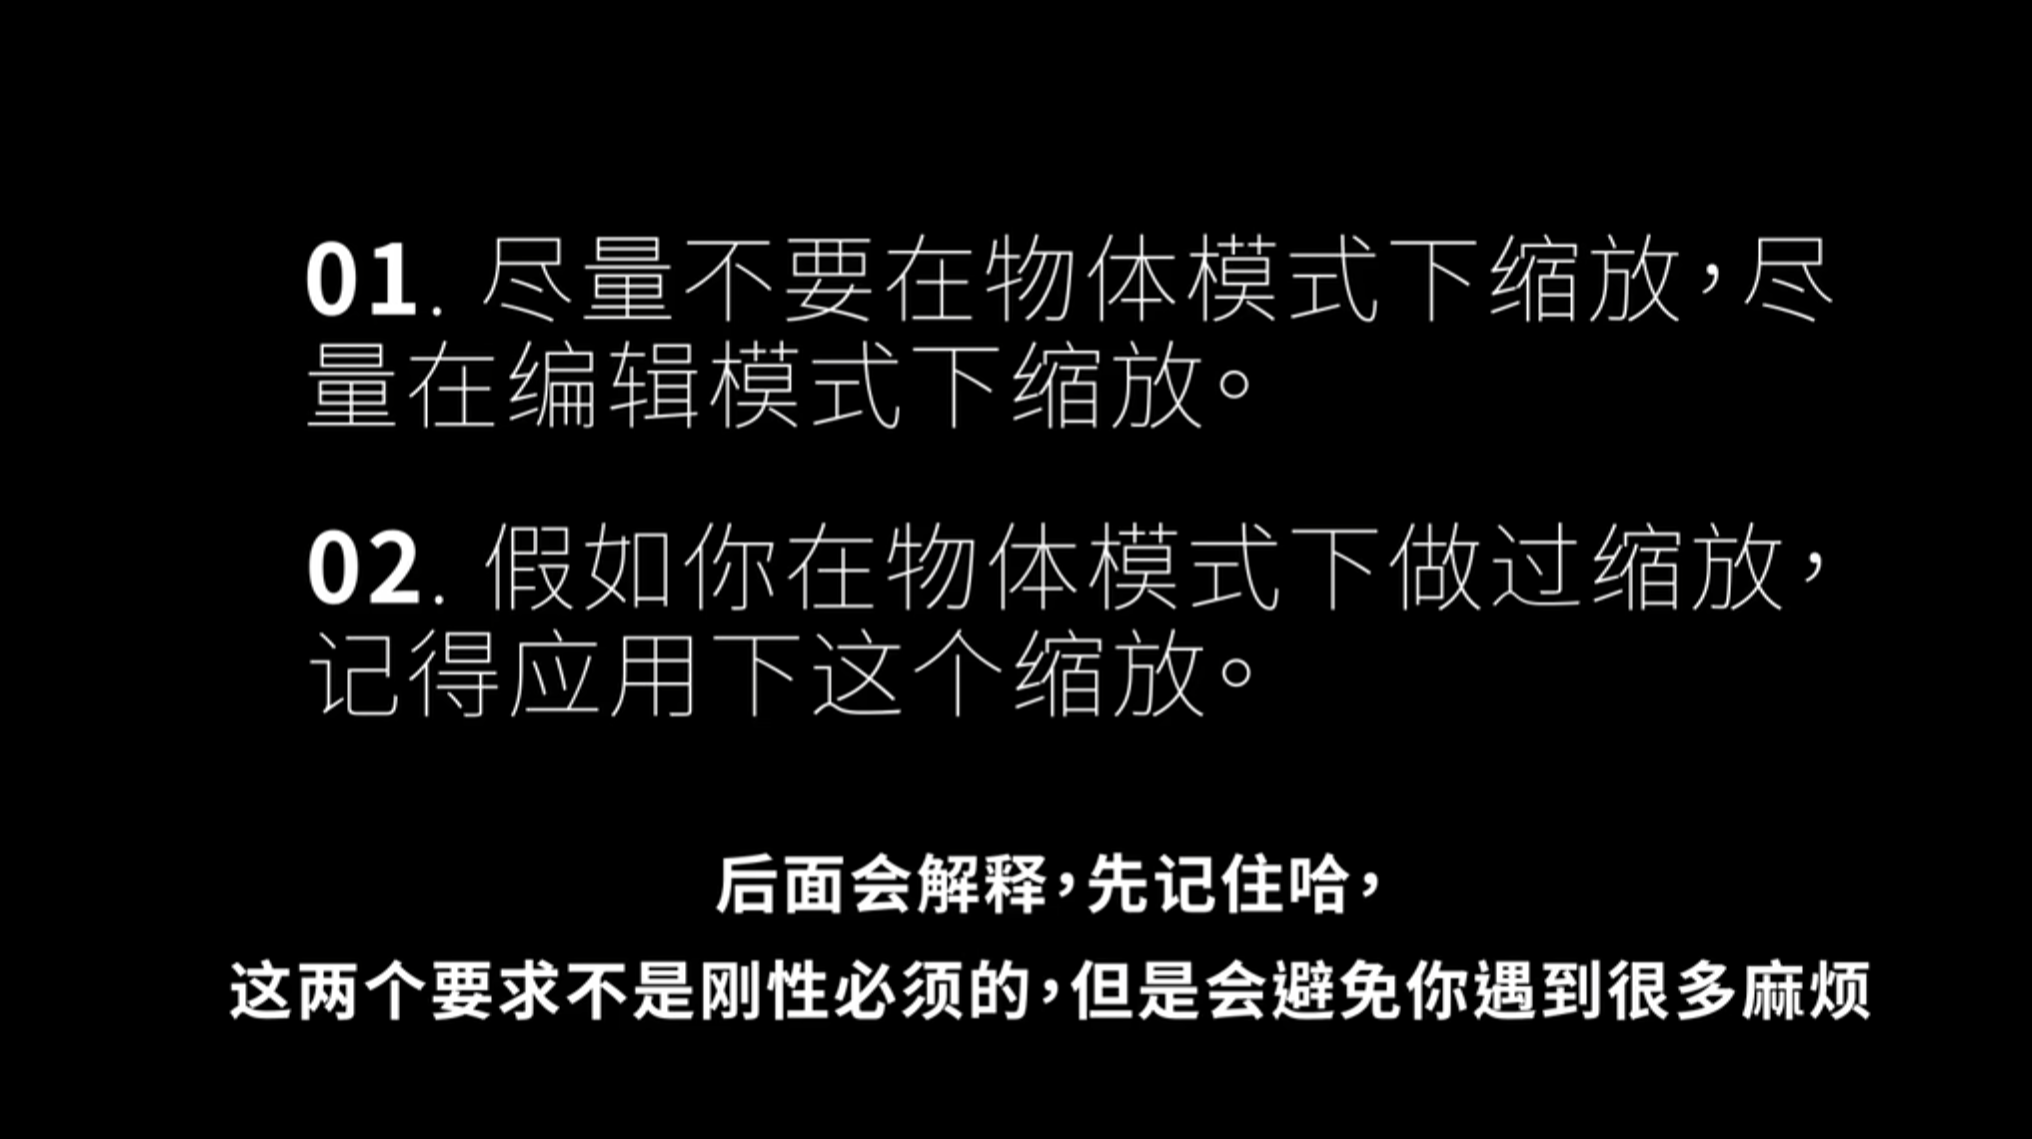 01. 尽量不要在物体模式下缩放，尽
量在编辑模式下缩放。
02. 假如你在物体模式下做过缩放，
记得应用下这个缩放。
后面会解释，先记住哈，
这两个要求不是刚性必须的，但是会避免你遇到很多麻烦